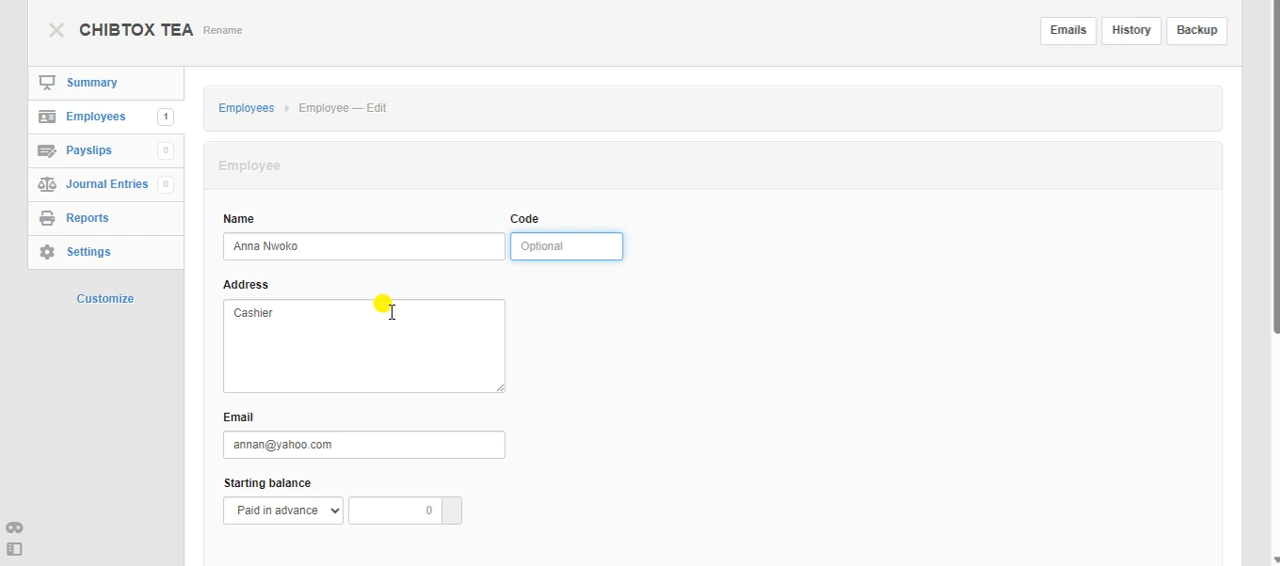 CHIBTOX TEA Rename Emails History Backup
Summary
Employees 1
Payslips 0
Journal Entries 0
Reports
Settings
Customize
Employees Employee — Edit
Employee
Name Code
Anna Nwoko Optional
Address
Cashier
Email
annan@yahoo.com
Starting balance
Paid in advance 0